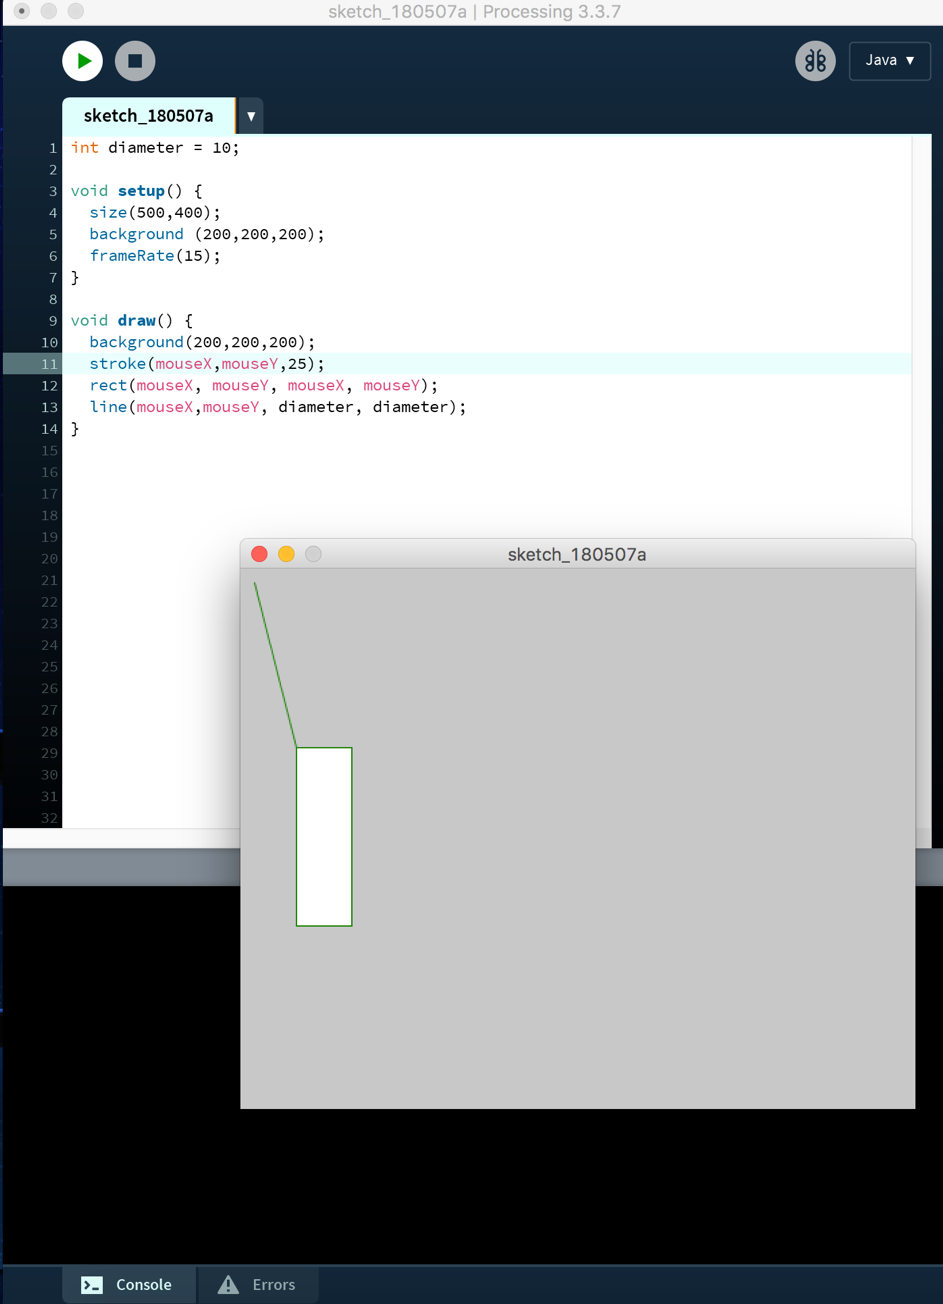 sketch_180507a | Processing 3.3.7
Java ▼
sketch_180507a ▼
1 int diameter = 10;
2
3 void setup() {
4 size(500,400);
5 background (200,200,200);
6 frameRate(15);
7 }
8
9 void draw() {
10 background(200,200,200);
11 stroke(mouseX,mouseY,25);
12 rect(mouseX, mouseY, mouseX, mouseY);
13 line(mouseX,mouseY, diameter, diameter);
14 }
15
16
17
18
19
20
21
22
23
24
25
26
27
28
29
30
31
32
sketch_180507a
Console
Errors